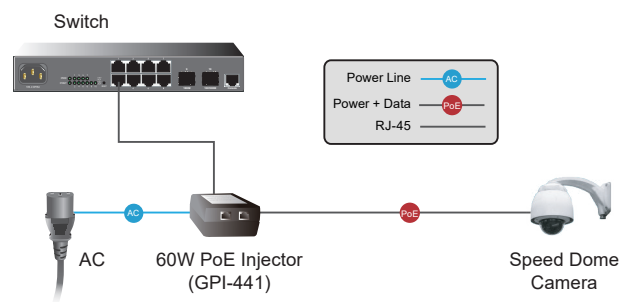 Switch
Power Line
AC
Power + Data
PoE
RJ-45
AC
PoE
AC
60W PoE Injector
(GPI-441)
Speed Dome
Camera